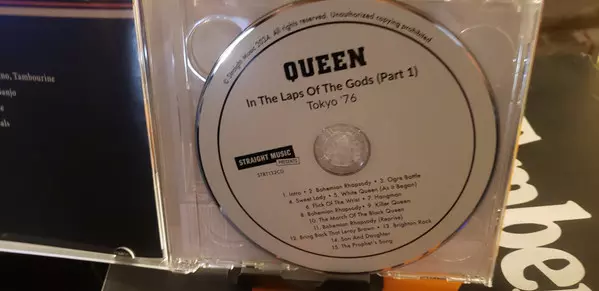 no, Tambourine
anjo
als
© Straight Music 2024. All rights reserved. Unauthorized copying prohibited.
QUEEN
In The Laps Of The Gods (Part 1)
Tokyo '76
STRAIGHT MUSIC
PRESENTS
1. Intro • 2. Bohemian Rhapsody • 3. Ogre Battle
4. Sweet Lady • 5. White Queen (As It Began)
6. Flick Of The Wrist • 7. Hangman
8. Bohemian Rhapsody • 9. Killer Queen
10. The March Of The Black Queen
11. Bohemian Rhapsody (Reprise)
12. Bring Back That Leroy Brown • 13. Brighton Rock
14. Son And Daughter
15. The Prophet's Song